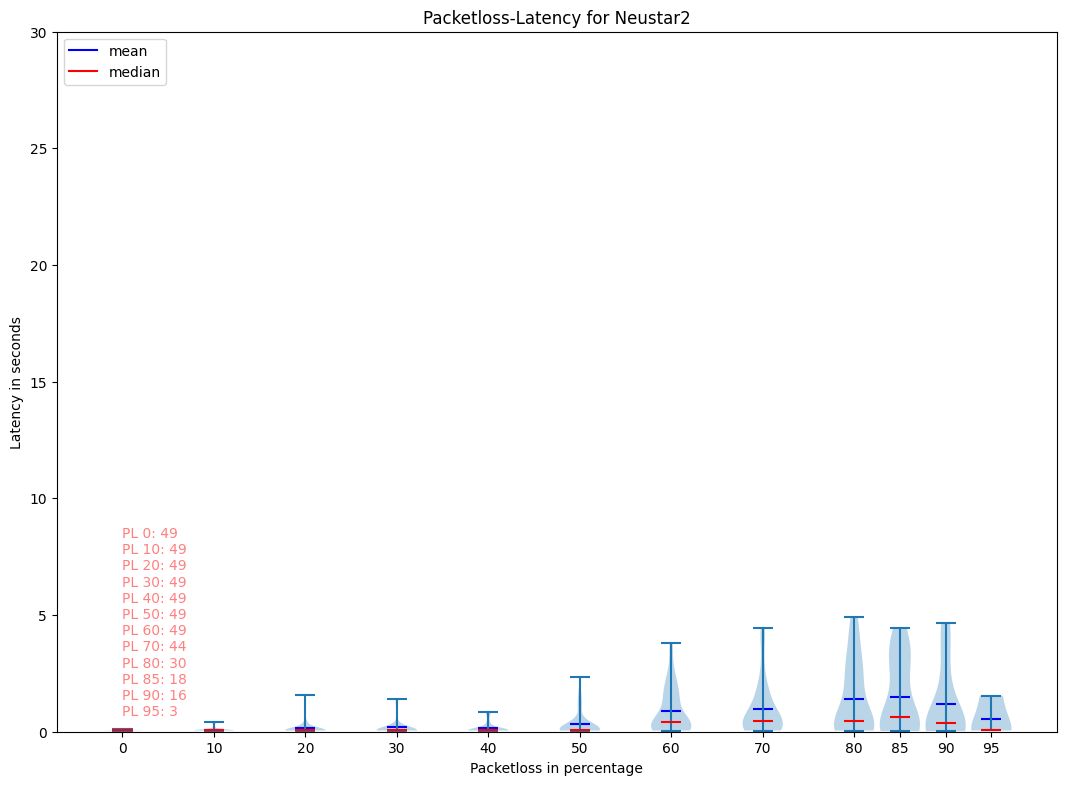 Packetloss-Latency for Neustar2
mean
median
30
25
20
15
10
5
0
Latency in seconds
PL 0: 49
PL 10: 49
PL 20: 49
PL 30: 49
PL 40: 49
PL 50: 49
PL 60: 49
PL 70: 44
PL 80: 30
PL 85: 18
PL 90: 16
PL 95: 3
0 10 20 30 40 50 60 70 80 85 90 95
Packetloss in percentage